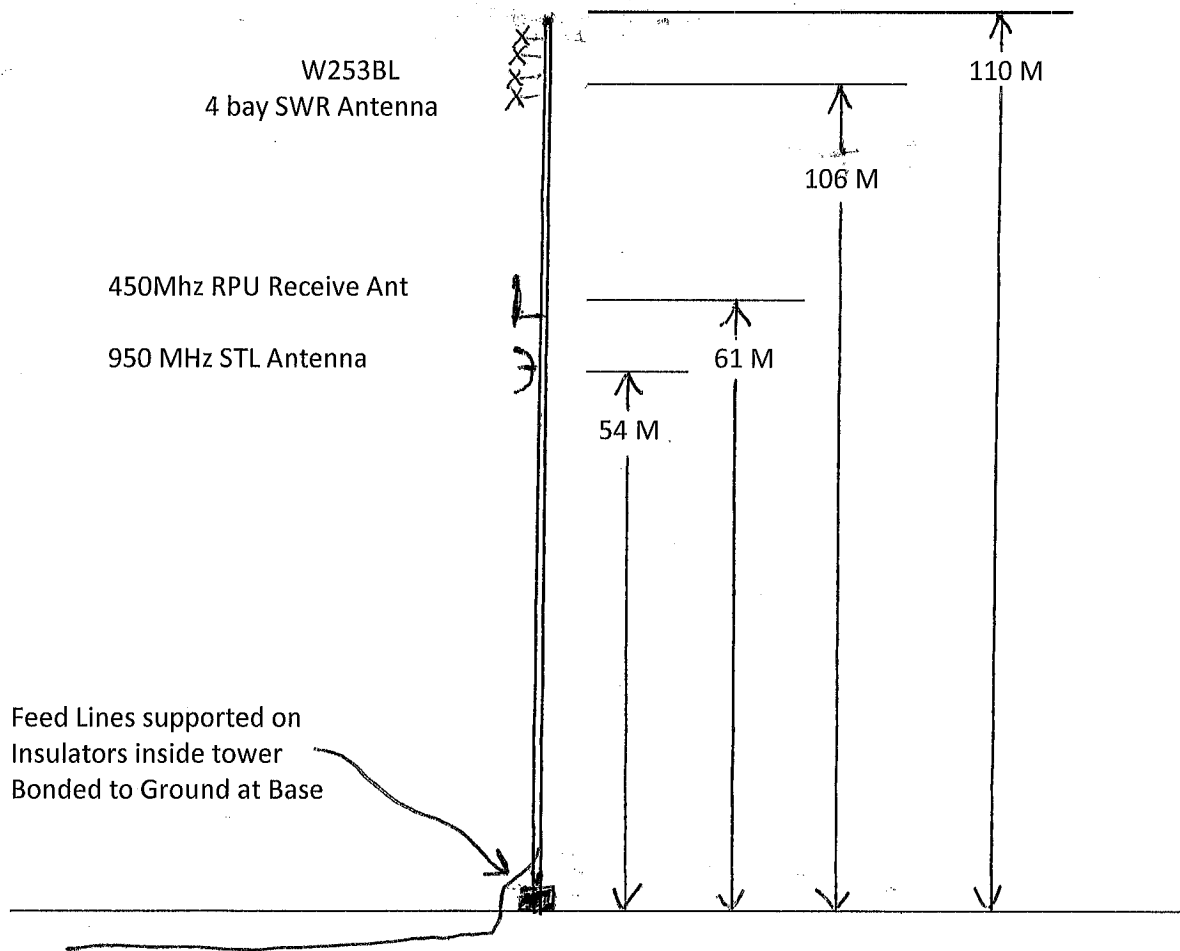 W253BL
4 bay SWR Antenna
110 M
106 M
450Mhz RPU Receive Ant
950 MHz STL Antenna
61 M
54 M
Feed Lines supported on
Insulators inside tower
Bonded to Ground at Base